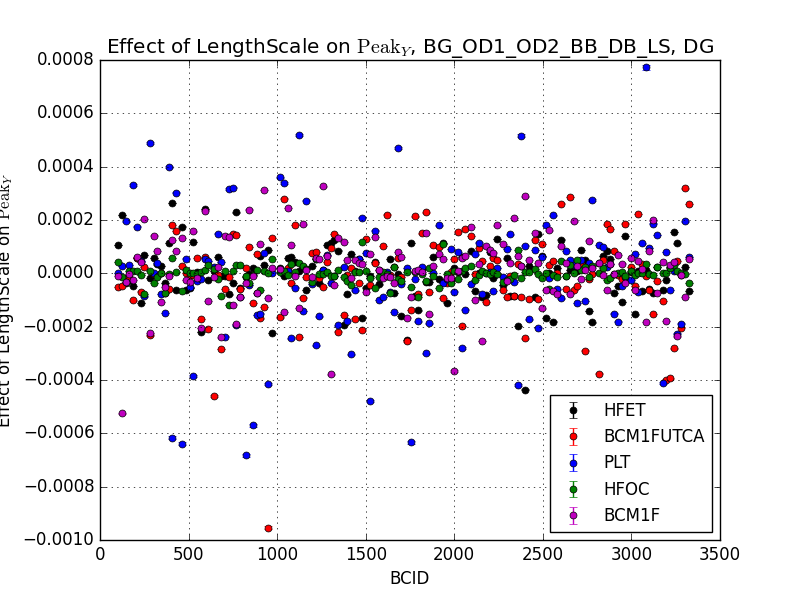 Effect of LengthScale on Peak_Y, BG_OD1_OD2_BB_DB_LS, DG
0.0008
0.0006
0.0004
0.0002
0.0000
−0.0002
−0.0004
−0.0006
−0.0008
−0.0010
Effect of LengthScale on Peak_Y
HFET
BCM1FUTCA
PLT
HFOC
BCM1F
0 500 1000 1500 2000 2500 3000 3500
BCID